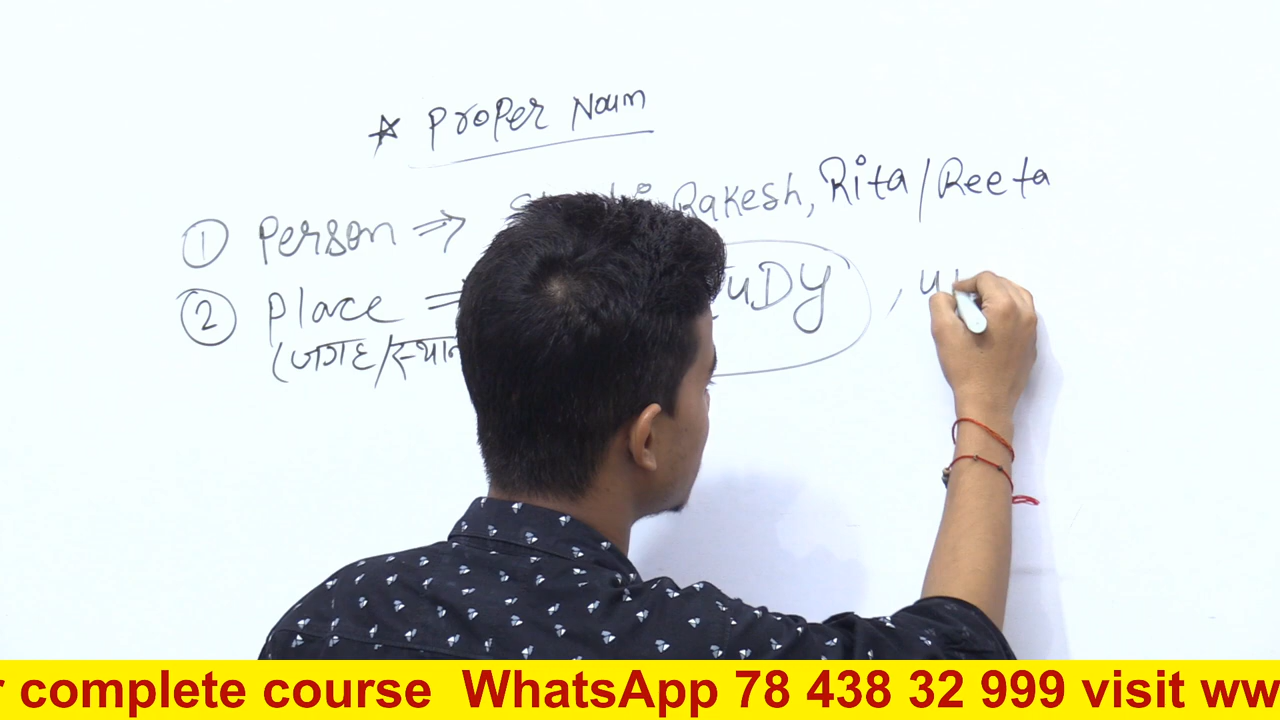 * Proper Noun
① Person ⇒ Rakesh, Rita / Reeta
② Place ⇒ uDY ,
(जगह/स्थान
r complete course WhatsApp 78 438 32 999 visit ww